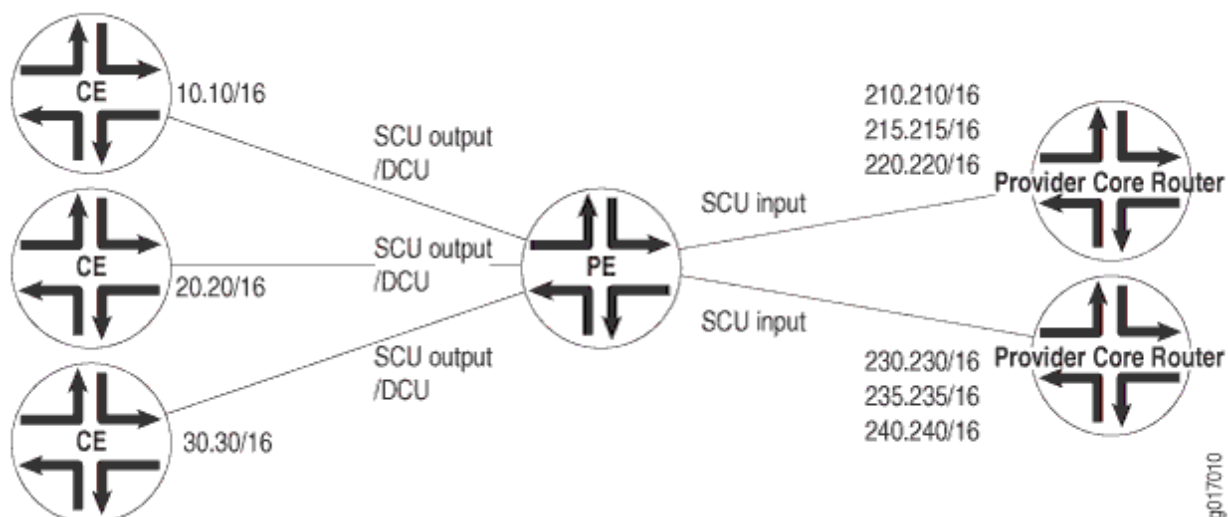 CE
10.10/16
SCU output
/DCU
CE
20.20/16
SCU output
/DCU
CE
30.30/16
SCU output
/DCU
PE
SCU input
SCU input
210.210/16
215.215/16
220.220/16
Provider Core Router
230.230/16
235.235/16
240.240/16
Provider Core Router
g017010